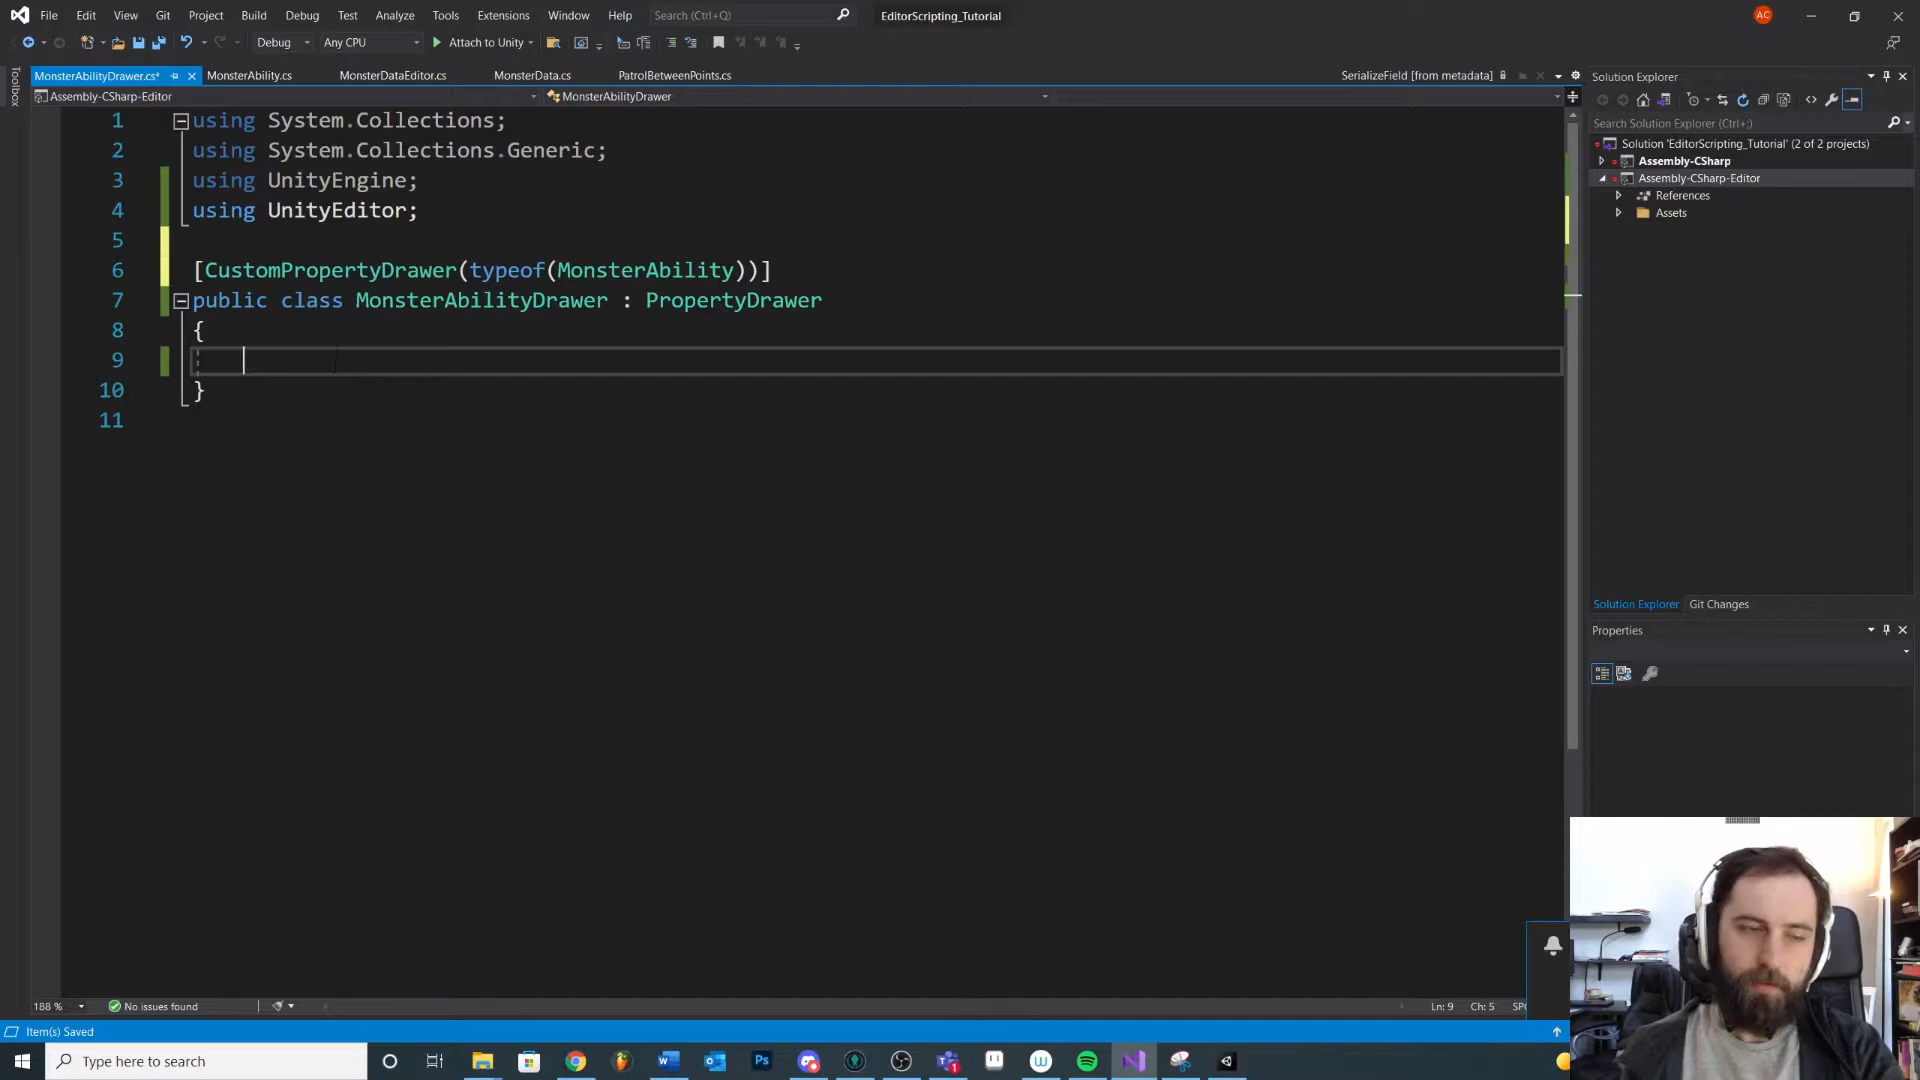 File Edit View Git Project Build Debug Test Analyze Tools Extensions Window Help Search (Ctrl+Q) EditorScripting_Tutorial AC
Debug Any CPU Attach to Unity
Toolbox
MonsterAbilityDrawer.cs* MonsterAbility.cs MonsterDataEditor.cs MonsterData.cs PatrolBetweenPoints.cs SerializeField [from metadata]
Assembly-CSharp-Editor MonsterAbilityDrawer
1 using System.Collections;
2 using System.Collections.Generic;
3 using UnityEngine;
4 using UnityEditor;
5
6 [CustomPropertyDrawer(typeof(MonsterAbility))]
7 public class MonsterAbilityDrawer : PropertyDrawer
8 {
9
10 }
11
Solution Explorer
Search Solution Explorer (Ctrl+;)
Solution 'EditorScripting_Tutorial' (2 of 2 projects)
Assembly-CSharp
Assembly-CSharp-Editor
References
Assets
Solution Explorer Git Changes
Properties
188 % No issues found Ln: 9 Ch: 5
Item(s) Saved
Type here to search